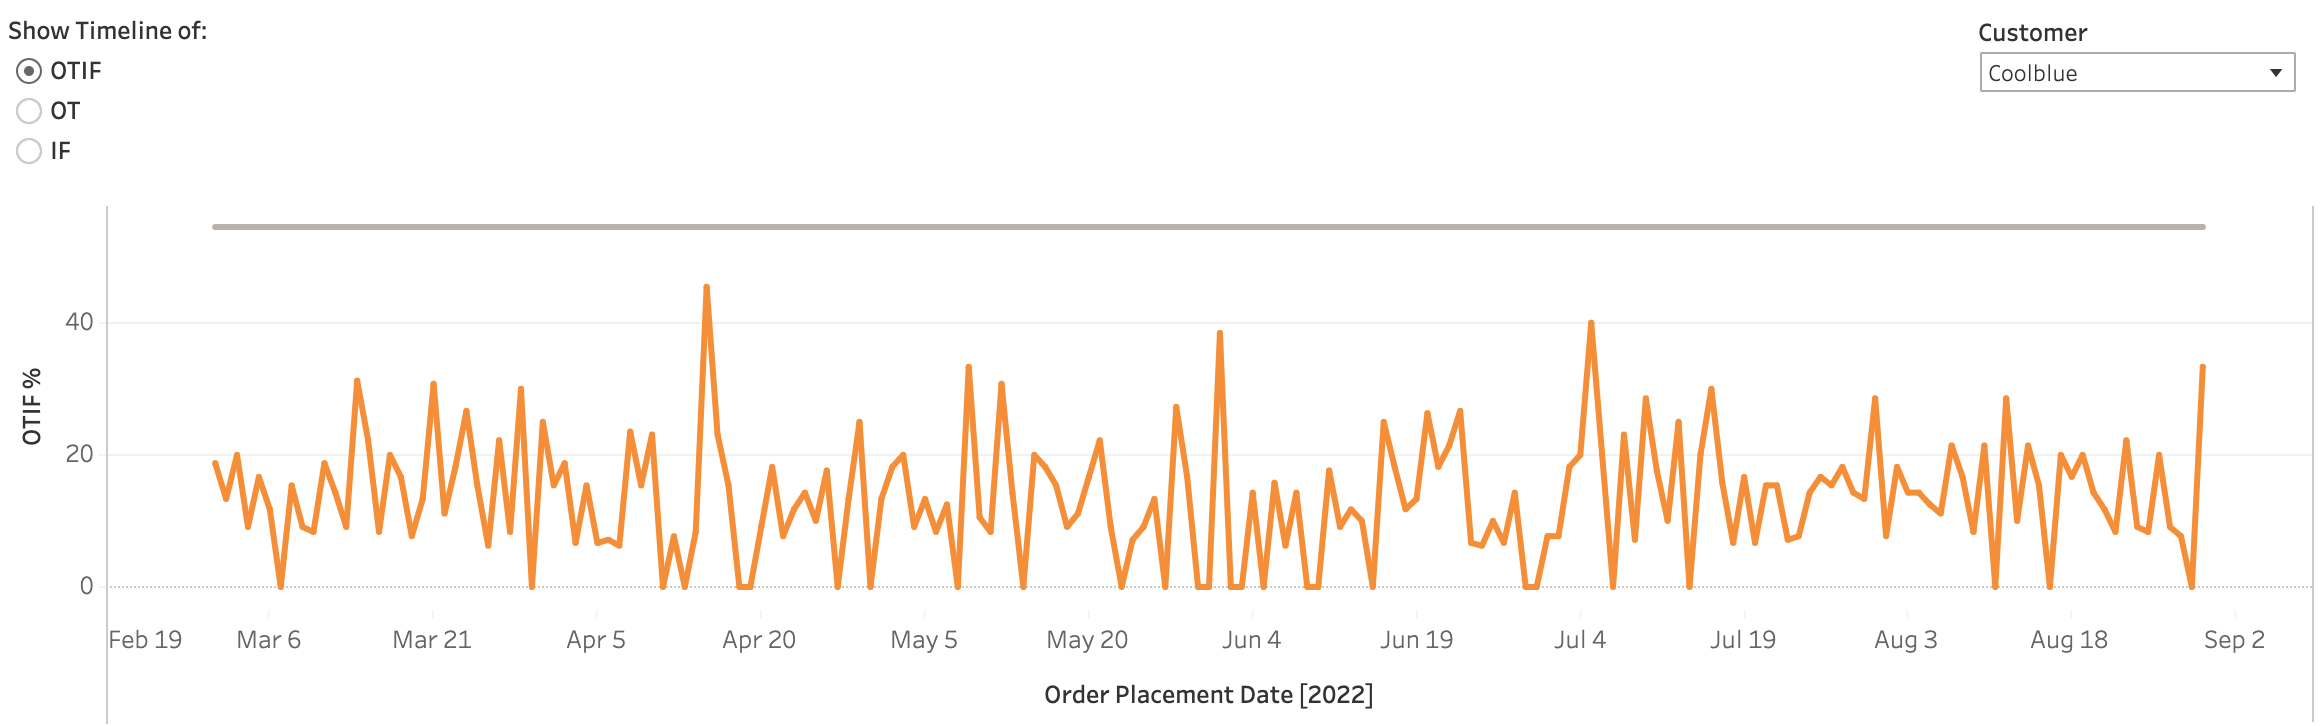 Show Timeline of:
OTIF
OT
IF
Customer
Coolblue
OTIF %
40
20
0
Feb 19 Mar 6 Mar 21 Apr 5 Apr 20 May 5 May 20 Jun 4 Jun 19 Jul 4 Jul 19 Aug 3 Aug 18 Sep 2
Order Placement Date [2022]